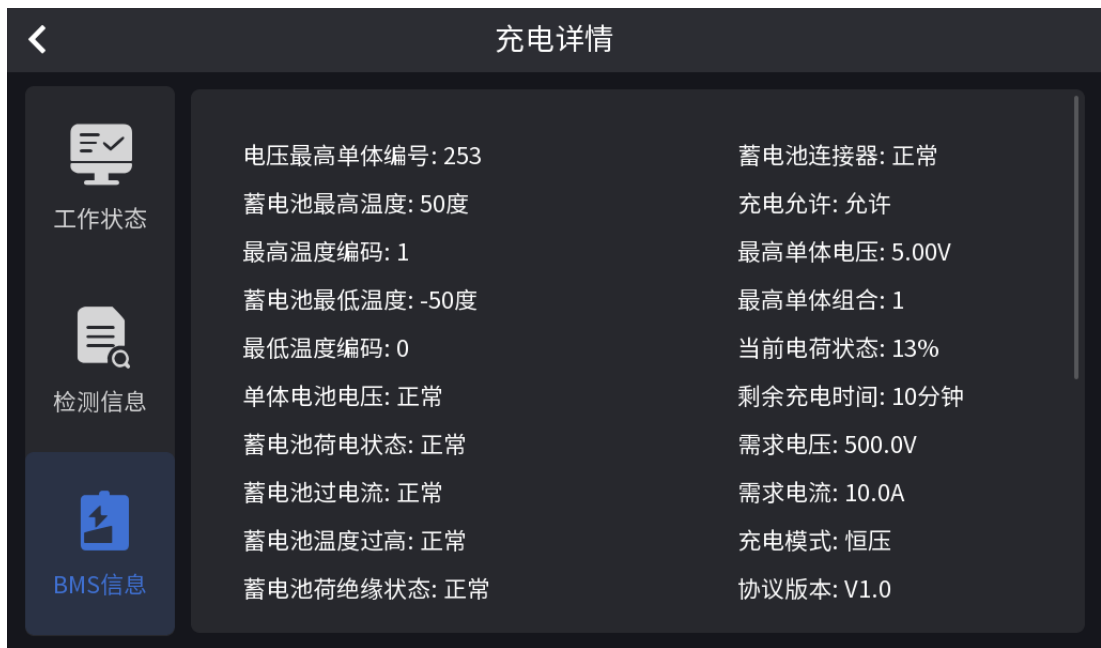 充电详情
工作状态
检测信息
BMS信息
电压最高单体编号: 253
蓄电池最高温度: 50度
最高温度编码: 1
蓄电池最低温度: -50度
最低温度编码: 0
单体电池电压: 正常
蓄电池荷电状态: 正常
蓄电池过电流: 正常
蓄电池温度过高: 正常
蓄电池荷绝缘状态: 正常
蓄电池连接器: 正常
充电允许: 允许
最高单体电压: 5.00V
最高单体组合: 1
当前电荷状态: 13%
剩余充电时间: 10分钟
需求电压: 500.0V
需求电流: 10.0A
充电模式: 恒压
协议版本: V1.0